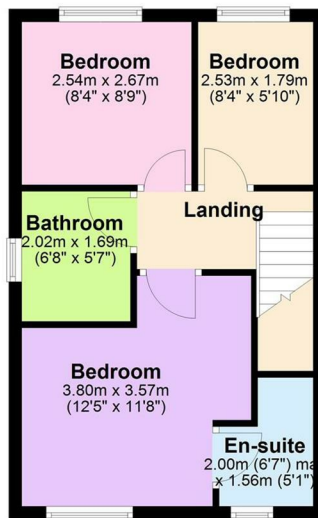 Bedroom
2.54m x 2.67m
(8'4" x 8'9")
Bedroom
2.53m x 1.79m
(8'4" x 5'10")
Bathroom
2.02m x 1.69m
(6'8" x 5'7")
Landing
Bedroom
3.80m x 3.57m
(12'5" x 11'8")
En-suite
2.00m (6'7") ma
x 1.56m (5'1")